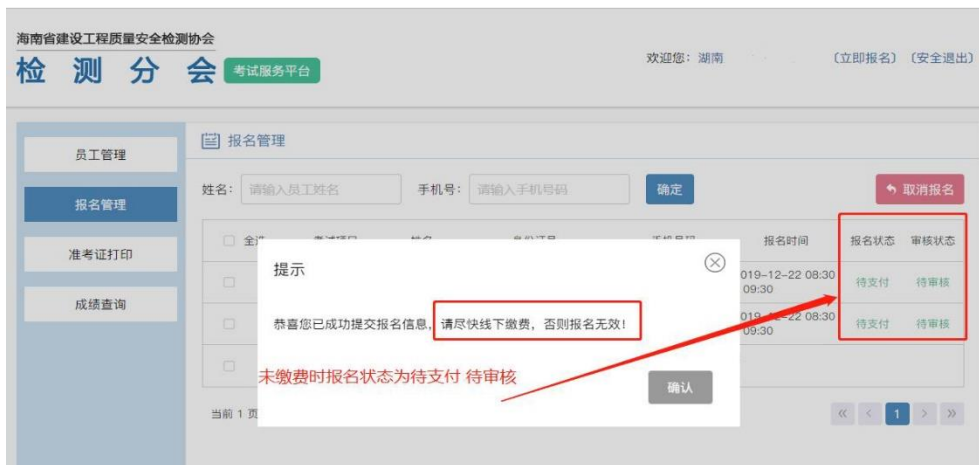 海南省建设工程质量安全检测协会
检测分会 考试服务平台
欢迎您：湖南 （立即报名）（安全退出）
员工管理
报名管理
准考证打印
成绩查询
报名管理
姓名： 请输入员工姓名 手机号： 请输入手机号码 确定 取消报名
报名时间 报名状态 审核状态
019-12-22 08:30
09:30
待支付 待审核
019-12-22 08:30
09:30
待支付 待审核
提示
恭喜您已成功提交报名信息，请尽快线下缴费，否则报名无效！
未缴费时报名状态为待支付 待审核
确认
当前 1 页
« < 1 > »